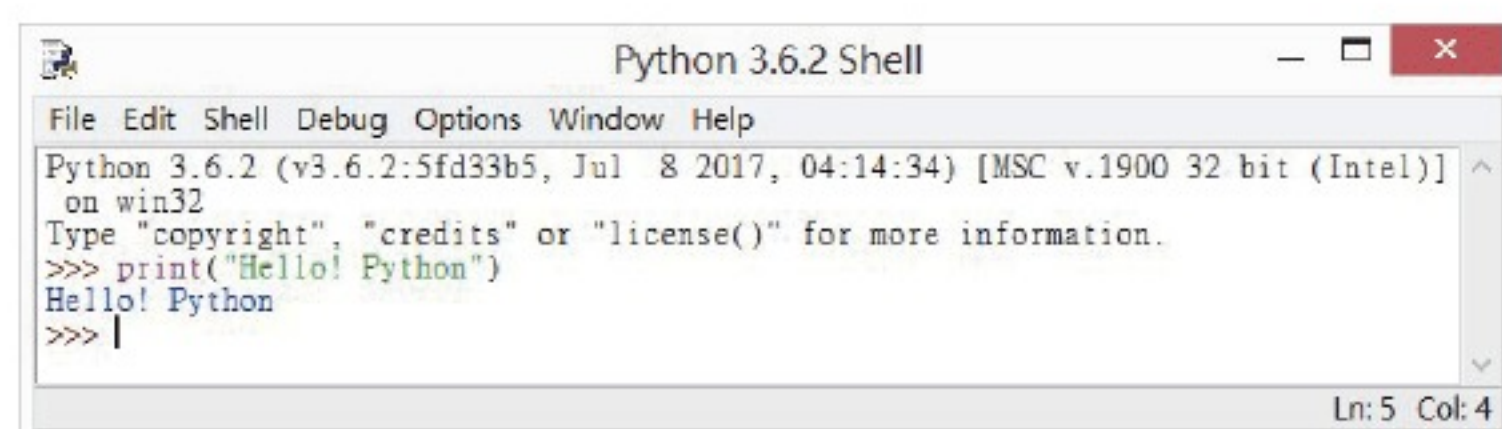 Python 3.6.2 Shell
File Edit Shell Debug Options Window Help
Python 3.6.2 (v3.6.2:5fd33b5, Jul  8 2017, 04:14:34) [MSC v.1900 32 bit (Intel)]
 on win32
Type "copyright", "credits" or "license()" for more information.
>>> print("Hello! Python")
Hello! Python
>>>
Ln: 5 Col: 4